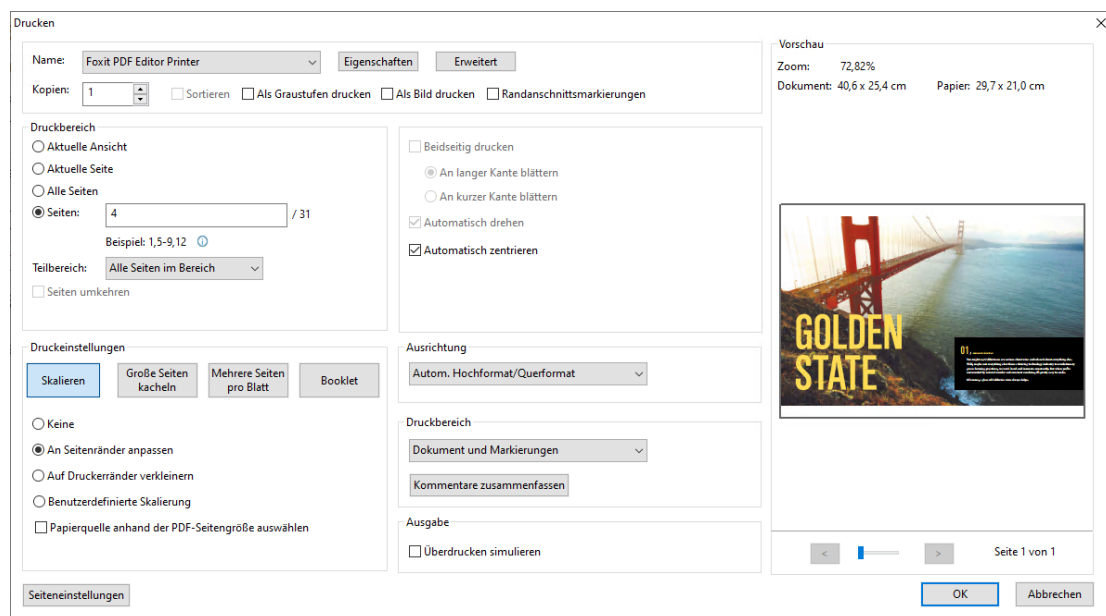 Drucken
Name: Foxit PDF Editor Printer Eigenschaften Erweitert
Kopien: 1 Sortieren Als Graustufen drucken Als Bild drucken Randanschnittsmarkierungen
Druckbereich
Aktuelle Ansicht
Aktuelle Seite
Alle Seiten
Seiten: 4 / 31
Beispiel: 1,5-9,12
Teilbereich: Alle Seiten im Bereich
Seiten umkehren
Beidseitig drucken
An langer Kante blättern
An kurzer Kante blättern
Automatisch drehen
Automatisch zentrieren
Druckeinstellungen
Skalieren
Große Seiten
kacheln
Mehrere Seiten
pro Blatt
Booklet
Keine
An Seitenränder anpassen
Auf Druckerränder verkleinern
Benutzerdefinierte Skalierung
Papierquelle anhand der PDF-Seitengröße auswählen
Ausrichtung
Autom. Hochformat/Querformat
Druckbereich
Dokument und Markierungen
Kommentare zusammenfassen
Ausgabe
Überdrucken simulieren
Vorschau
Zoom: 72,82%
Dokument: 40,6 x 25,4 cm Papier: 29,7 x 21,0 cm
GOLDEN
STATE
01
< > Seite 1 von 1
Seiteneinstellungen
OK Abbrechen